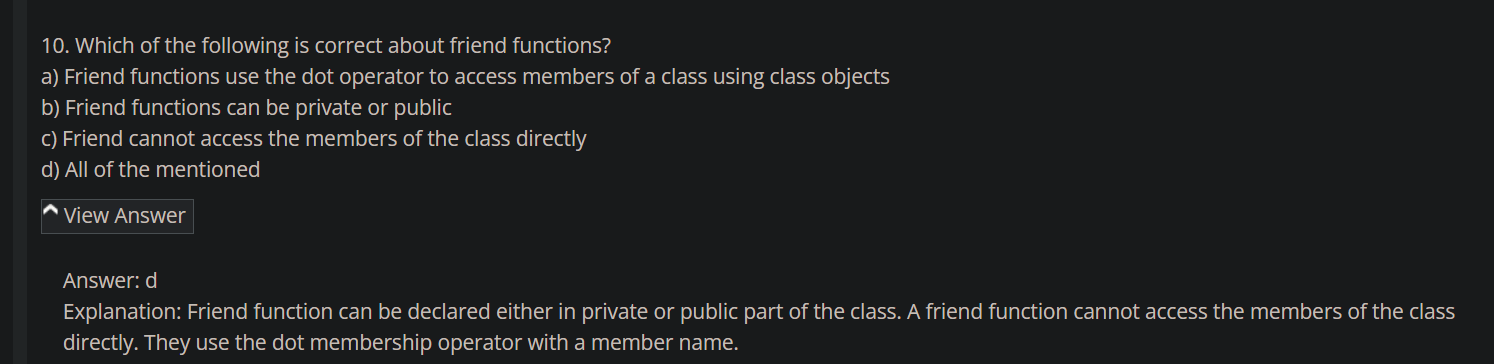 10. Which of the following is correct about friend functions?
a) Friend functions use the dot operator to access members of a class using class objects
b) Friend functions can be private or public
c) Friend cannot access the members of the class directly
d) All of the mentioned
View Answer
Answer: d
Explanation: Friend function can be declared either in private or public part of the class. A friend function cannot access the members of the class
directly. They use the dot membership operator with a member name.